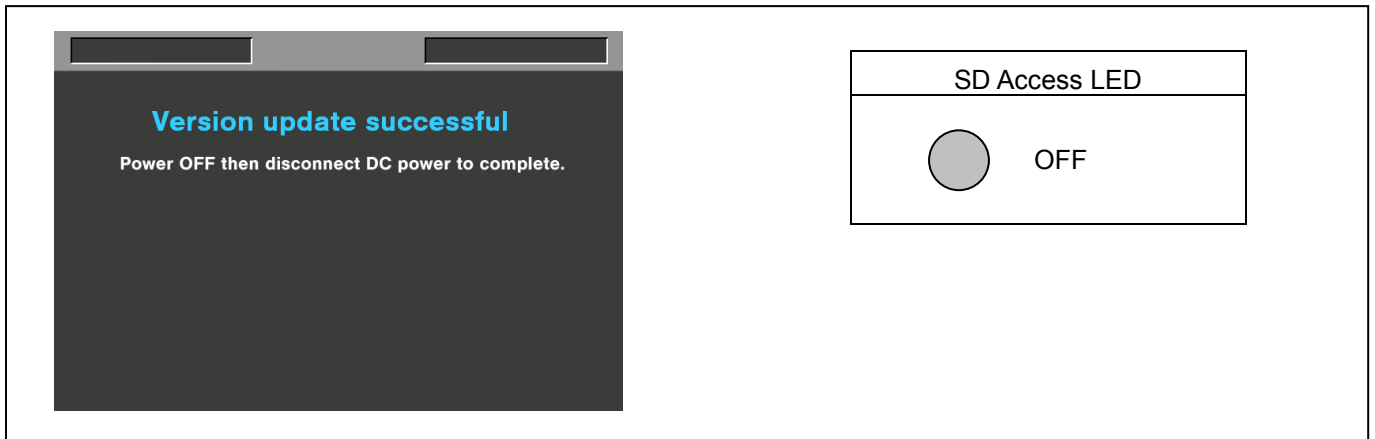 Version update successful
Power OFF then disconnect DC power to complete.
SD Access LED
OFF